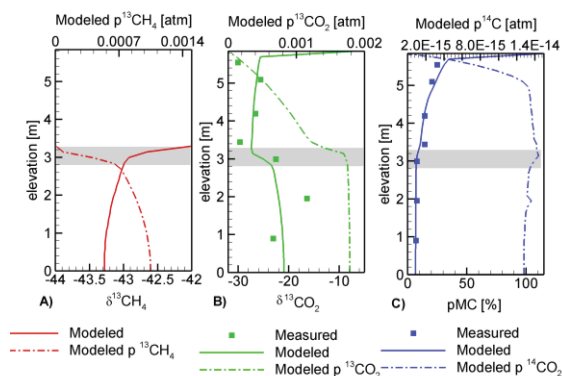 Modeled p¹³CH₄ [atm]
Modeled p¹³CO₂ [atm]
Modeled p¹⁴C [atm]
0 0.0007 0.0014
0 0.001 0.002
2.0E-15 8.0E-15 1.4E-14
elevation [m]
5
4
3
2
1
0
elevation [m]
5
4
3
2
1
0
elevation [m]
5
4
3
2
1
0
-44 -43.5 -43 -42.5 -42
-30 -20 -10
0 50 100
A) δ¹³CH₄
B) δ¹³CO₂
C) pMC [%]
Modeled
Modeled p ¹³CH₄
Measured
Modeled
Modeled p ¹³CO₂
Measured
Modeled
Modeled p ¹⁴CO₂